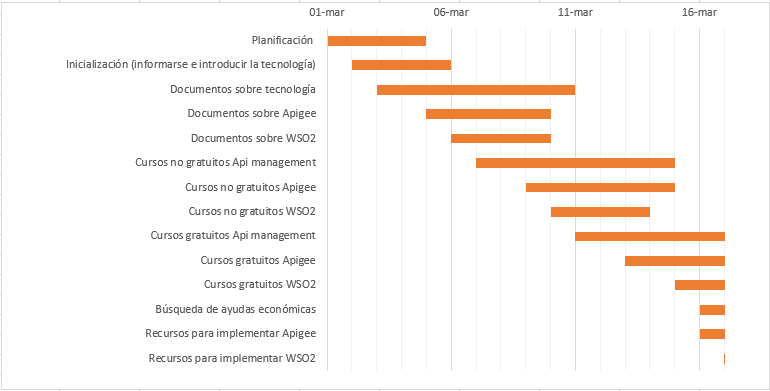 01-mar 06-mar 11-mar 16-mar
Planificación
Inicialización (informarse e introducir la tecnología)
Documentos sobre tecnología
Documentos sobre Apigee
Documentos sobre WSO2
Cursos no gratuitos Api management
Cursos no gratuitos Apigee
Cursos no gratuitos WSO2
Cursos gratuitos Api management
Cursos gratuitos Apigee
Cursos gratuitos WSO2
Búsqueda de ayudas económicas
Recursos para implementar Apigee
Recursos para implementar WSO2